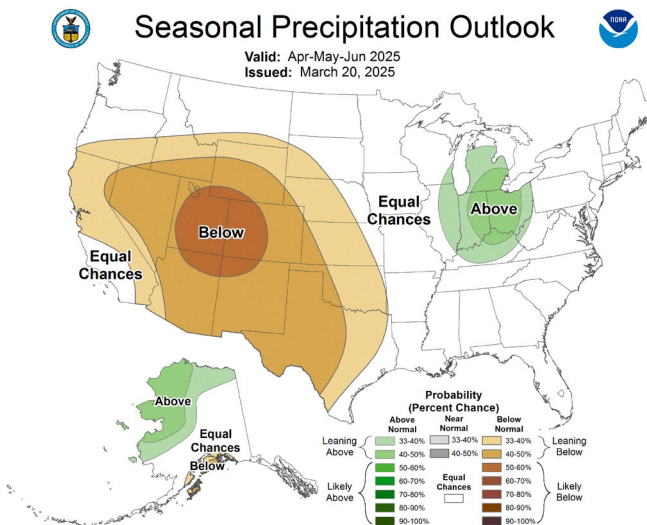 Seasonal Precipitation Outlook
NOAA
Valid: Apr-May-Jun 2025
Issued: March 20, 2025
Equal
Chances
Above
Below
Equal
Chances
Above
Equal
Chances
Below
Probability
(Percent Chance)
Above
Normal
Near
Normal
Below
Normal
Leaning
Above
33-40%
33-40%
33-40%
Leaning
Below
40-50%
40-50%
40-50%
Likely
Above
50-60%
60-70%
70-80%
80-90%
90-100%
Equal
Chances
50-60%
60-70%
70-80%
80-90%
90-100%
Likely
Below